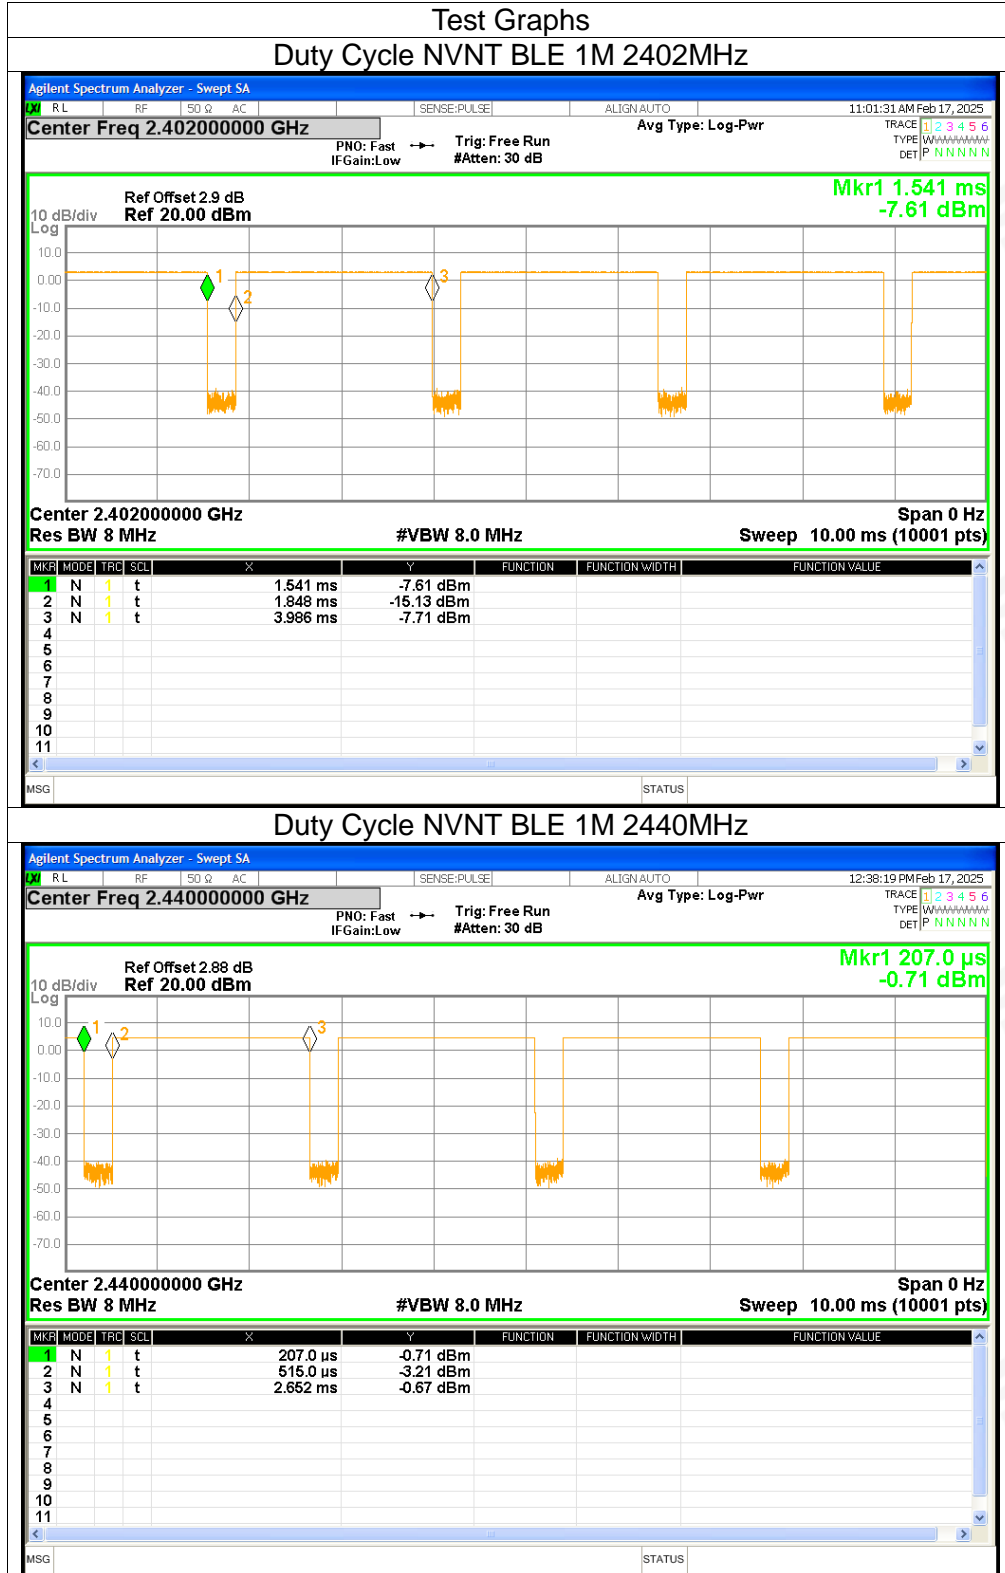 Test Graphs
Duty Cycle NVNT BLE 1M 2402MHz
Agilent Spectrum Analyzer - Swept SA
LXI RL RF 50 Ω AC SENSE:PULSE ALIGN AUTO 11:01:31 AM Feb 17, 2025
Center Freq 2.402000000 GHz Avg Type: Log-Pwr TRACE 1 2 3 4 5 6
PNO: Fast Trig: Free Run TYPE W
IFGain:Low #Atten: 30 dB DET P N N N N N
Mkr1 1.541 ms
Ref Offset 2.9 dB
10 dB/div Ref 20.00 dBm -7.61 dBm
Log
10.0
0.00
-10.0
-20.0
-30.0
-40.0
-50.0
-60.0
-70.0
1
2
3
Center 2.402000000 GHz Span 0 Hz
Res BW 8 MHz #VBW 8.0 MHz Sweep 10.00 ms (10001 pts)
MKR MODE TRC SCL X Y FUNCTION FUNCTION WIDTH FUNCTION VALUE
1 N 1 t 1.541 ms -7.61 dBm
2 N 1 t 1.848 ms -15.13 dBm
3 N 1 t 3.986 ms -7.71 dBm
4
5
6
7
8
9
10
11
MSG STATUS
Duty Cycle NVNT BLE 1M 2440MHz
Agilent Spectrum Analyzer - Swept SA
LXI RL RF 50 Ω AC SENSE:PULSE ALIGN AUTO 12:38:19 PM Feb 17, 2025
Center Freq 2.440000000 GHz Avg Type: Log-Pwr TRACE 1 2 3 4 5 6
PNO: Fast Trig: Free Run TYPE W
IFGain:Low #Atten: 30 dB DET P N N N N N
Mkr1 207.0 µs
Ref Offset 2.88 dB
10 dB/div Ref 20.00 dBm -0.71 dBm
Log
10.0
0.00
-10.0
-20.0
-30.0
-40.0
-50.0
-60.0
-70.0
1
2
3
Center 2.440000000 GHz Span 0 Hz
Res BW 8 MHz #VBW 8.0 MHz Sweep 10.00 ms (10001 pts)
MKR MODE TRC SCL X Y FUNCTION FUNCTION WIDTH FUNCTION VALUE
1 N 1 t 207.0 µs -0.71 dBm
2 N 1 t 515.0 µs -3.21 dBm
3 N 1 t 2.652 ms -0.67 dBm
4
5
6
7
8
9
10
11
MSG STATUS